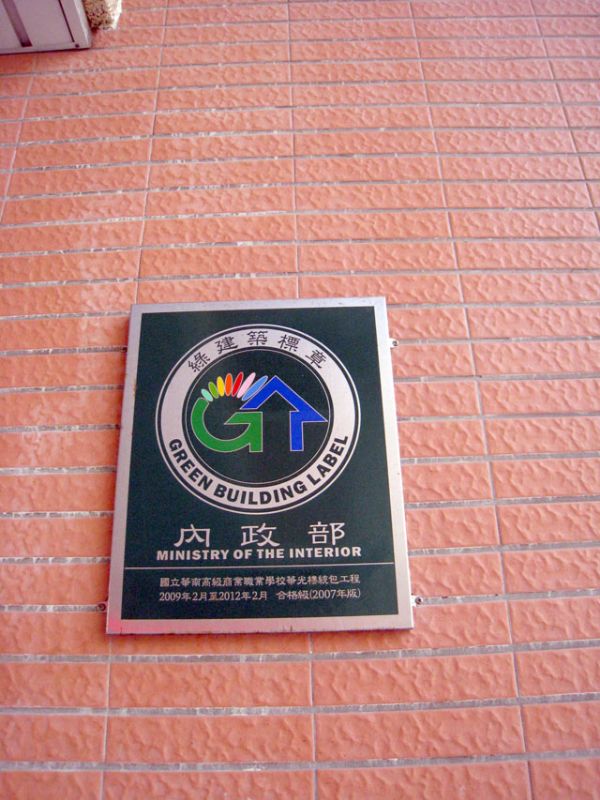 綠建築標章
GREEN BUILDING LABEL
內政部
MINISTRY OF THE INTERIOR
國立華南高級商業職業學校華光樓統包工程
2009年2月至2012年2月 合格級(2007年版)